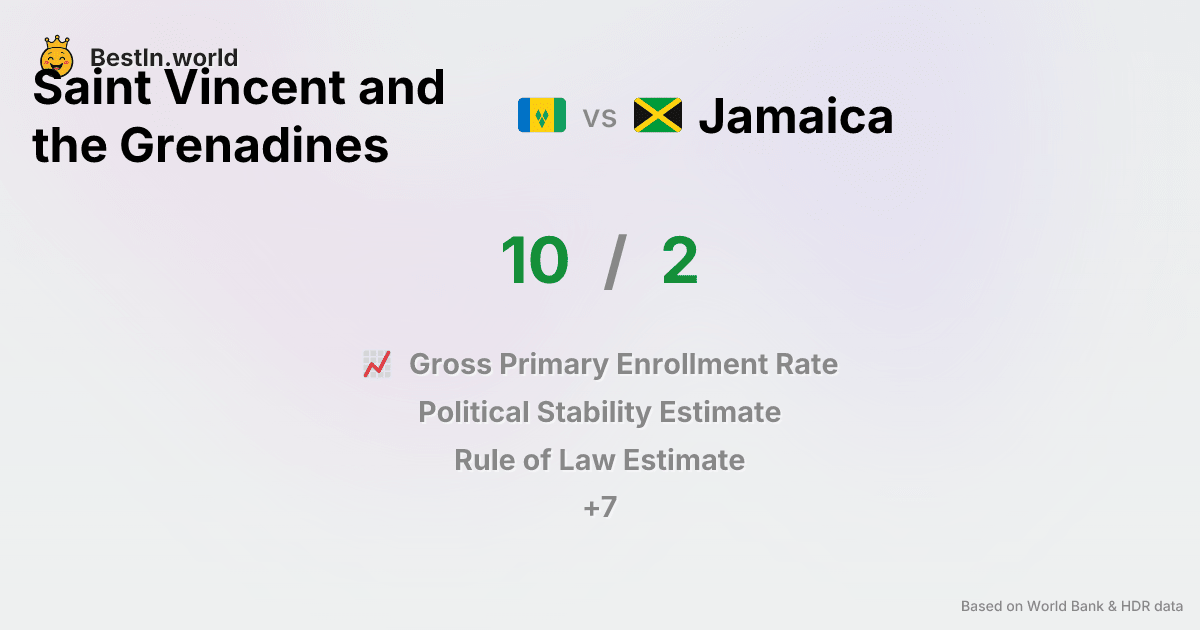 BestIn.world
Saint Vincent and
the Grenadines
vs
Jamaica
10 / 2
Gross Primary Enrollment Rate
Political Stability Estimate
Rule of Law Estimate
+7
Based on World Bank & HDR data